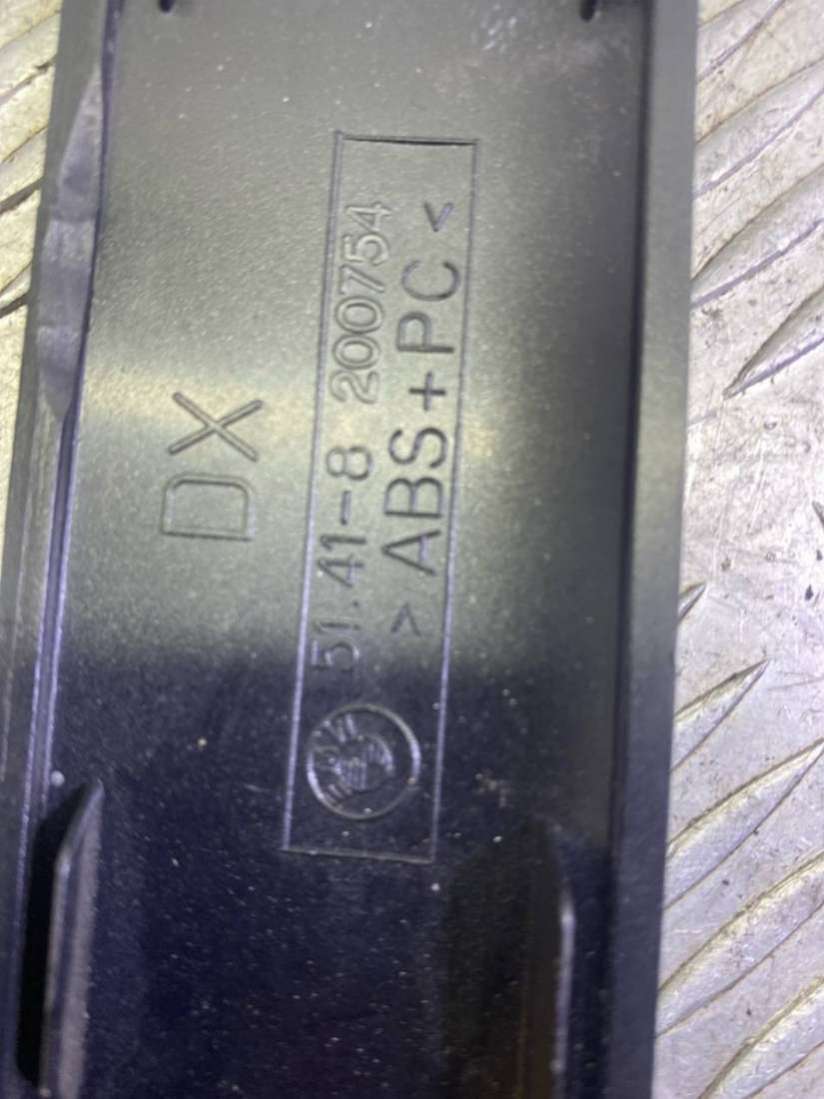 DX
51.41-8 200754
>ABS+PC<